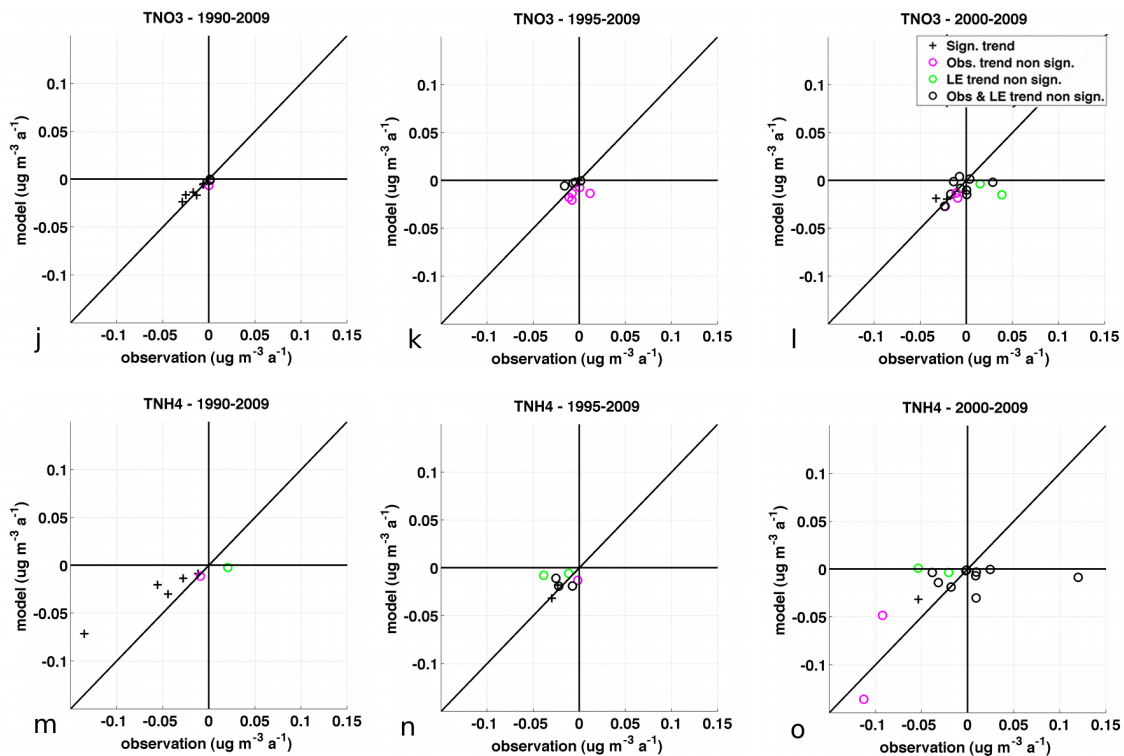 TNO3 - 1990-2009
0.1
0.05
0
-0.05
-0.1
model (ug m⁻³ a⁻¹)
-0.1 -0.05 0 0.05 0.1 0.15
observation (ug m⁻³ a⁻¹)
j
TNO3 - 1995-2009
0.1
0.05
0
-0.05
-0.1
model (ug m⁻³ a⁻¹)
-0.1 -0.05 0 0.05 0.1 0.15
observation (ug m⁻³ a⁻¹)
k
TNO3 - 2000-2009
Sign. trend
Obs. trend non sign.
LE trend non sign.
Obs & LE trend non sign.
0.1
0.05
0
-0.05
-0.1
model (ug m⁻³ a⁻¹)
-0.1 -0.05 0 0.05 0.1 0.15
observation (ug m⁻³ a⁻¹)
l
TNH4 - 1990-2009
0.1
0.05
0
-0.05
-0.1
model (ug m⁻³ a⁻¹)
-0.1 -0.05 0 0.05 0.1 0.15
observation (ug m⁻³ a⁻¹)
m
TNH4 - 1995-2009
0.1
0.05
0
-0.05
-0.1
model (ug m⁻³ a⁻¹)
-0.1 -0.05 0 0.05 0.1 0.15
observation (ug m⁻³ a⁻¹)
n
TNH4 - 2000-2009
0.1
0.05
0
-0.05
-0.1
model (ug m⁻³ a⁻¹)
-0.1 -0.05 0 0.05 0.1 0.15
observation (ug m⁻³ a⁻¹)
o